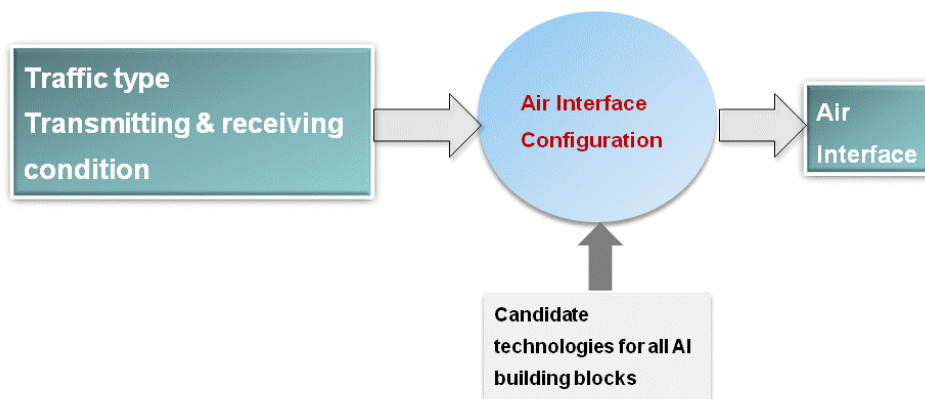 Traffic type
Transmitting & receiving
condition
Air Interface
Configuration
Air
Interface
Candidate
technologies for all AI
building blocks